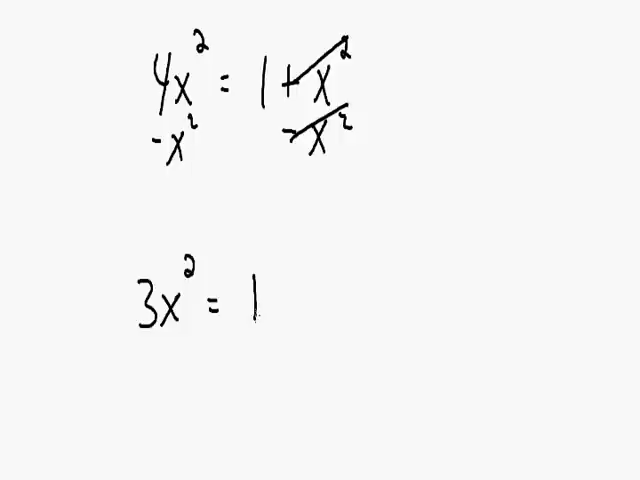 4x² = 1 + x²
-x² - x²
3x² = 1